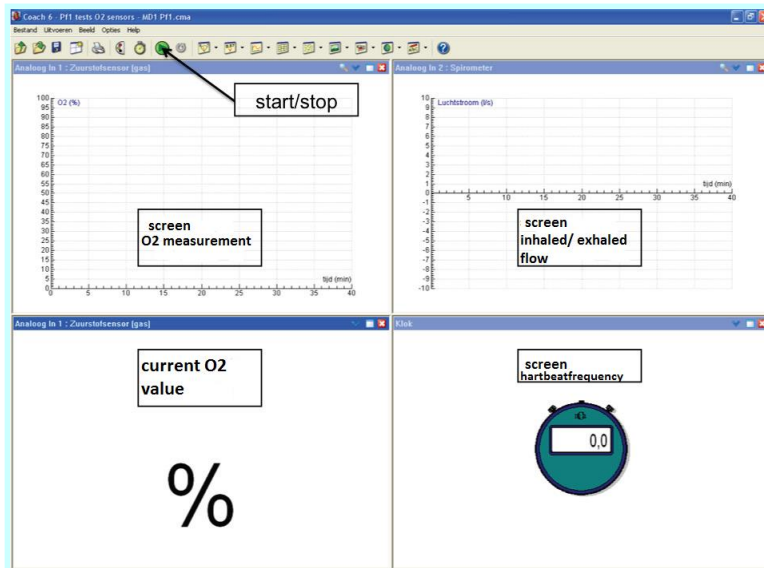 Coach 6 - Pf1 tests O2 sensors - MD1 Pf1.cma
Bestand Uitvoeren Beeld Opties Help
start/stop
Analoog In 1 : Zuurstofsensor (gas)
100
95
90
85
80
75
70
65
60
55
50
45
40
35
30
25
20
15
10
5
0
O2 (%)
screen
O2 measurement
tijd (min)
0 5 10 15 20 25 30 35 40
Analoog In 2 : Spirometer
10
9
8
7
6
5
4
3
2
1
-1
-2
-3
-4
-5
-6
-7
-8
-9
-10
Luchtstroom (l/s)
tijd (min)
5 10 15 20 25 30 35 40
screen
inhaled/ exhaled
flow
Analoog In 1 : Zuurstofsensor (gas)
current O2
value
%
Klok
screen
hartbeatfrequency
0,0